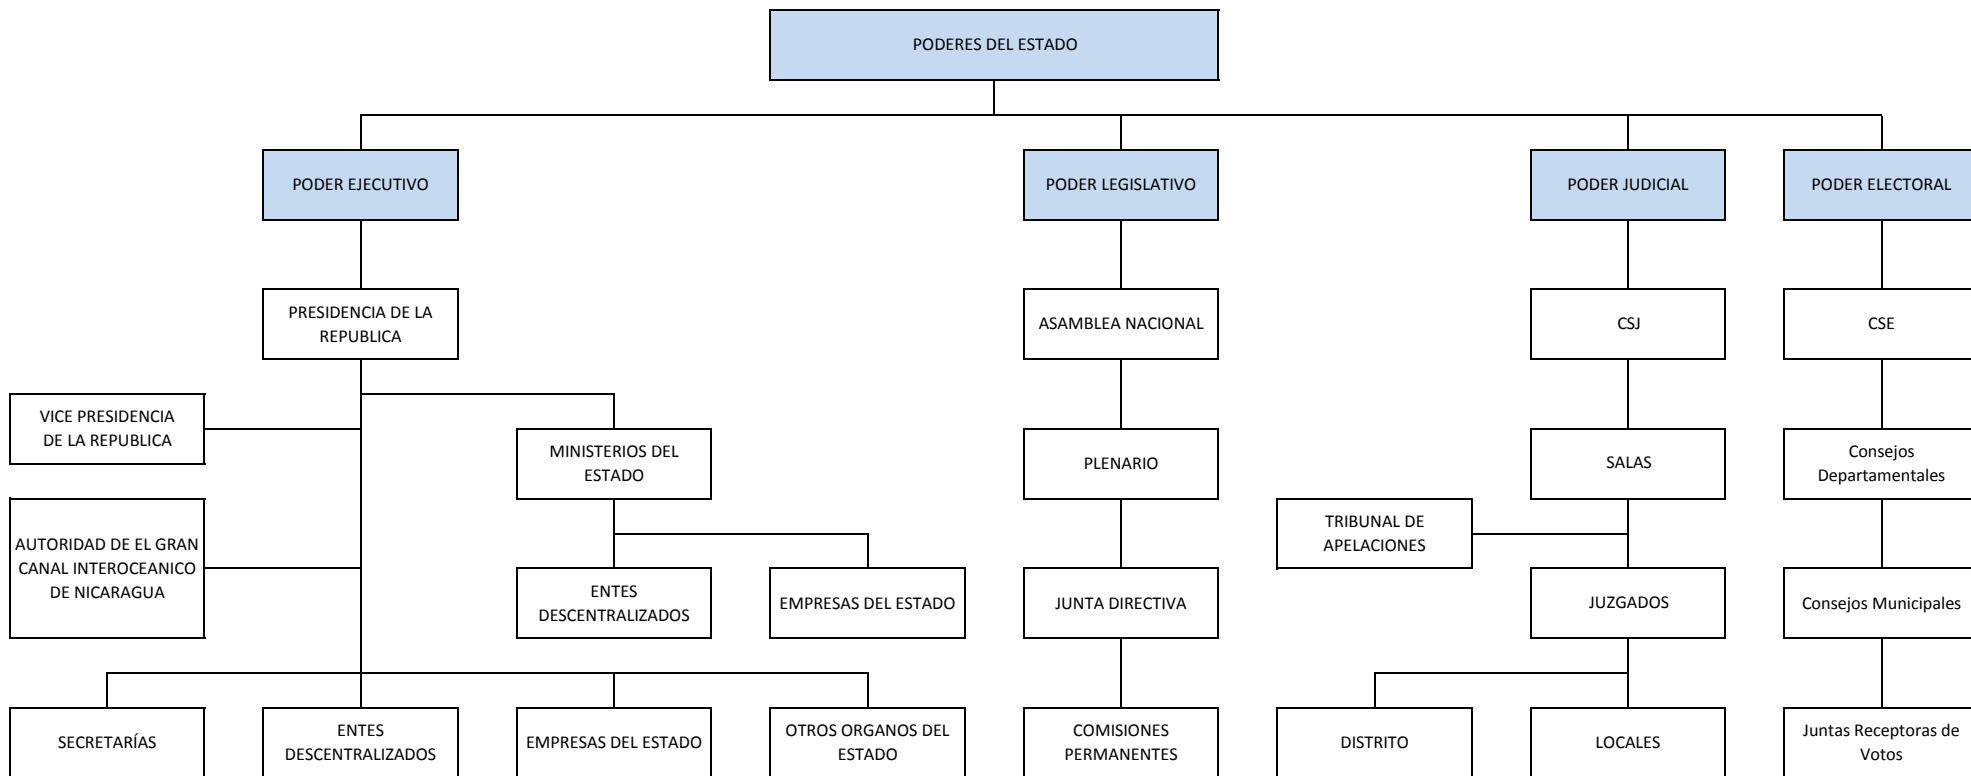 PODERES DEL ESTADO
PODER EJECUTIVO
PODER LEGISLATIVO
PODER JUDICIAL
PODER ELECTORAL
PRESIDENCIA DE LA
REPUBLICA
ASAMBLEA NACIONAL
CSJ
CSE
VICE PRESIDENCIA
DE LA REPUBLICA
MINISTERIOS DEL
ESTADO
PLENARIO
SALAS
Consejos
Departamentales
AUTORIDAD DE EL GRAN
CANAL INTEROCEANICO
DE NICARAGUA
TRIBUNAL DE
APELACIONES
ENTES
DESCENTRALIZADOS
EMPRESAS DEL ESTADO
JUNTA DIRECTIVA
JUZGADOS
Consejos Municipales
SECRETARÍAS
ENTES
DESCENTRALIZADOS
EMPRESAS DEL ESTADO
OTROS ORGANOS DEL
ESTADO
COMISIONES
PERMANENTES
DISTRITO
LOCALES
Juntas Receptoras de
Votos